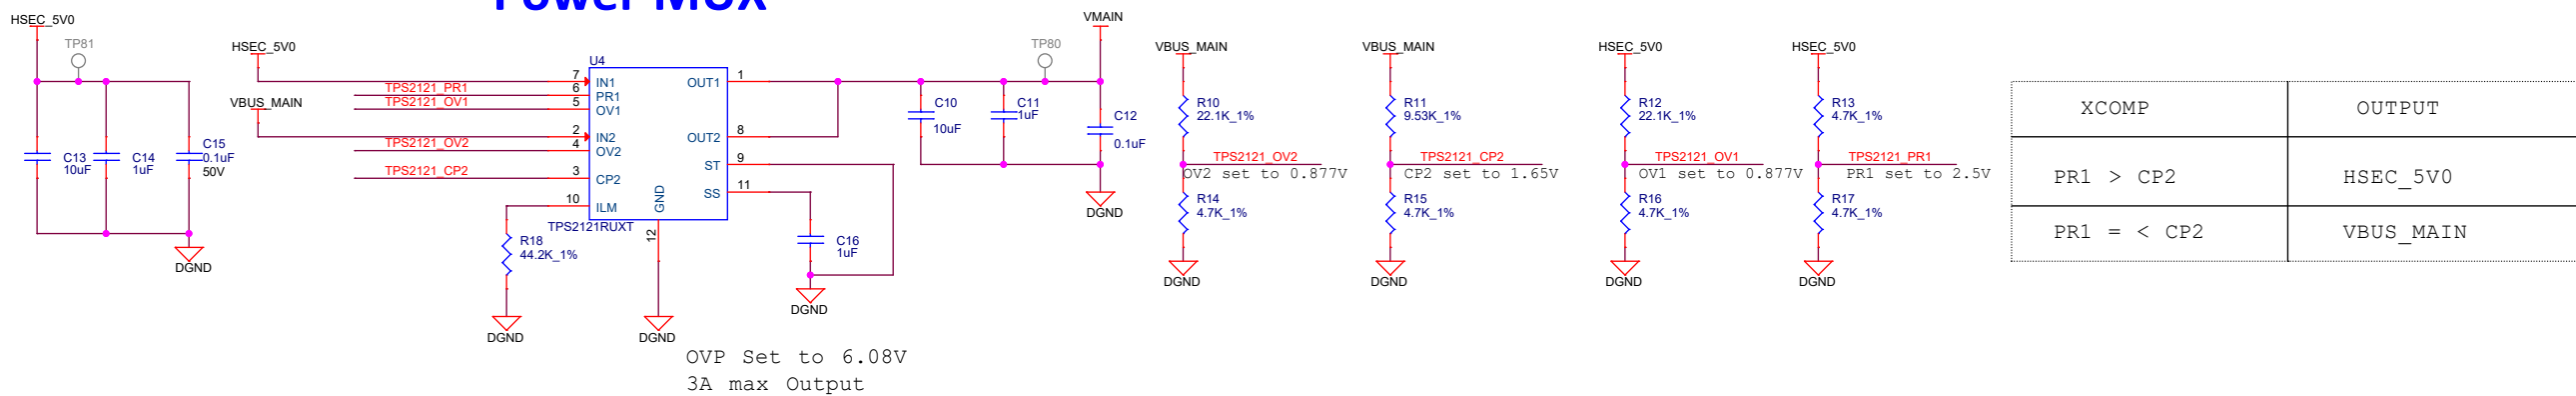 Power MUX
HSEC_5V0
TP81
C13
10uF
C14
1uF
C15
0.1uF
50V
DGND
HSEC_5V0
VBUS_MAIN
TPS2121_PR1
TPS2121_OV1
TPS2121_OV2
TPS2121_CP2
U4
7
6
5
2
4
3
10
IN1
PR1
OV1
IN2
OV2
CP2
ILM
GND
12
OUT1
OUT2
ST
SS
1
8
9
11
TPS2121RUXT
R18
44.2K_1%
DGND
DGND
C16
1uF
DGND
OVP Set to 6.08V
3A max Output
VMAIN
TP80
C10
10uF
C11
1uF
C12
0.1uF
DGND
VBUS_MAIN
R10
22.1K_1%
TPS2121_OV2
OV2 set to 0.877V
R14
4.7K_1%
DGND
VBUS_MAIN
R11
9.53K_1%
TPS2121_CP2
CP2 set to 1.65V
R15
4.7K_1%
DGND
HSEC_5V0
R12
22.1K_1%
TPS2121_OV1
OV1 set to 0.877V
R16
4.7K_1%
DGND
HSEC_5V0
R13
4.7K_1%
TPS2121_PR1
PR1 set to 2.5V
R17
4.7K_1%
DGND
XCOMP OUTPUT
PR1 > CP2 HSEC_5V0
PR1 = < CP2 VBUS_MAIN